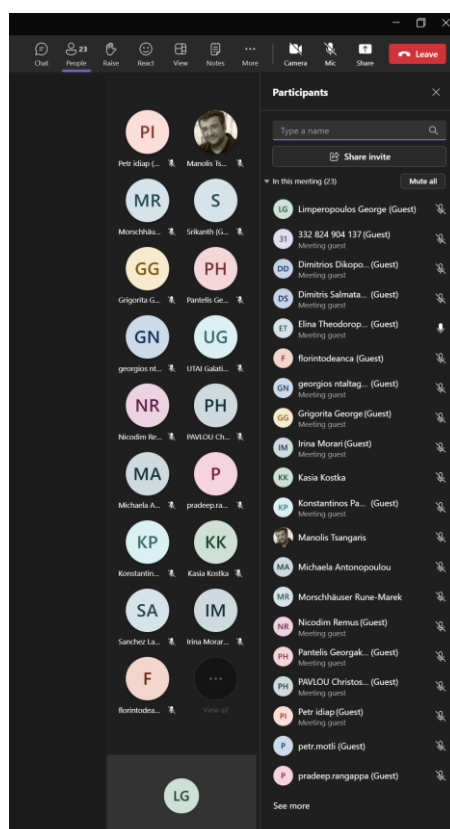 23
Chat People Raise React View Notes More Camera Mic Share Leave
Participants
Type a name
Share invite
In this meeting (23) Mute all
PI
Petr idiap (... Manolis Ts...
MR S
Morschhäu... Srikanth (G...
GG PH
Grigorita G... Pantelis Ge...
GN UG
georgios nt... UTAI Galati...
NR PH
Nicodim Re... PAVLOU Ch...
MA P
Michaela A... pradeep.ra...
KP KK
Konstantin... Kasia Kostka
SA IM
Sanchez La... Irina Morar...
F ...
florintodea... View all
LG
LG Limperopoulos George (Guest)
31 332 824 904 137 (Guest)
Meeting guest
DD Dimitrios Dikopo... (Guest)
Meeting guest
DS Dimitris Salmata... (Guest)
Meeting guest
ET Elina Theodorop... (Guest)
Meeting guest
F florintodeanca (Guest)
GN georgios ntaltag... (Guest)
Meeting guest
GG Grigorita George (Guest)
Meeting guest
IM Irina Morari (Guest)
Meeting guest
KK Kasia Kostka
KP Konstantinos Pa... (Guest)
Meeting guest
Manolis Tsangaris
MA Michaela Antonopoulou
MR Morschhäuser Rune-Marek
NR Nicodim Remus (Guest)
Meeting guest
PH Pantelis Georgak... (Guest)
Meeting guest
PH PAVLOU Christos... (Guest)
Meeting guest
PI Petr idiap (Guest)
Meeting guest
P petr.motli (Guest)
P pradeep.rangappa (Guest)
See more